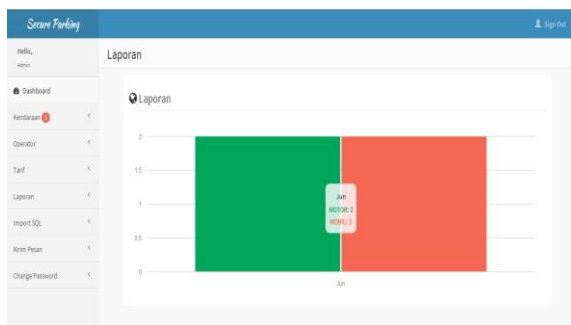 Secure Parking
Sign Out
Hello,
Admin
Laporan
Dashboard
Laporan
Kendaraan
Operator
Tarif
Laporan
Import SQL
Kirim Pesan
Change Password
2
1.5
1
0.5
0
Jun
MOTOR: 2
MOBIL: 2
Jun